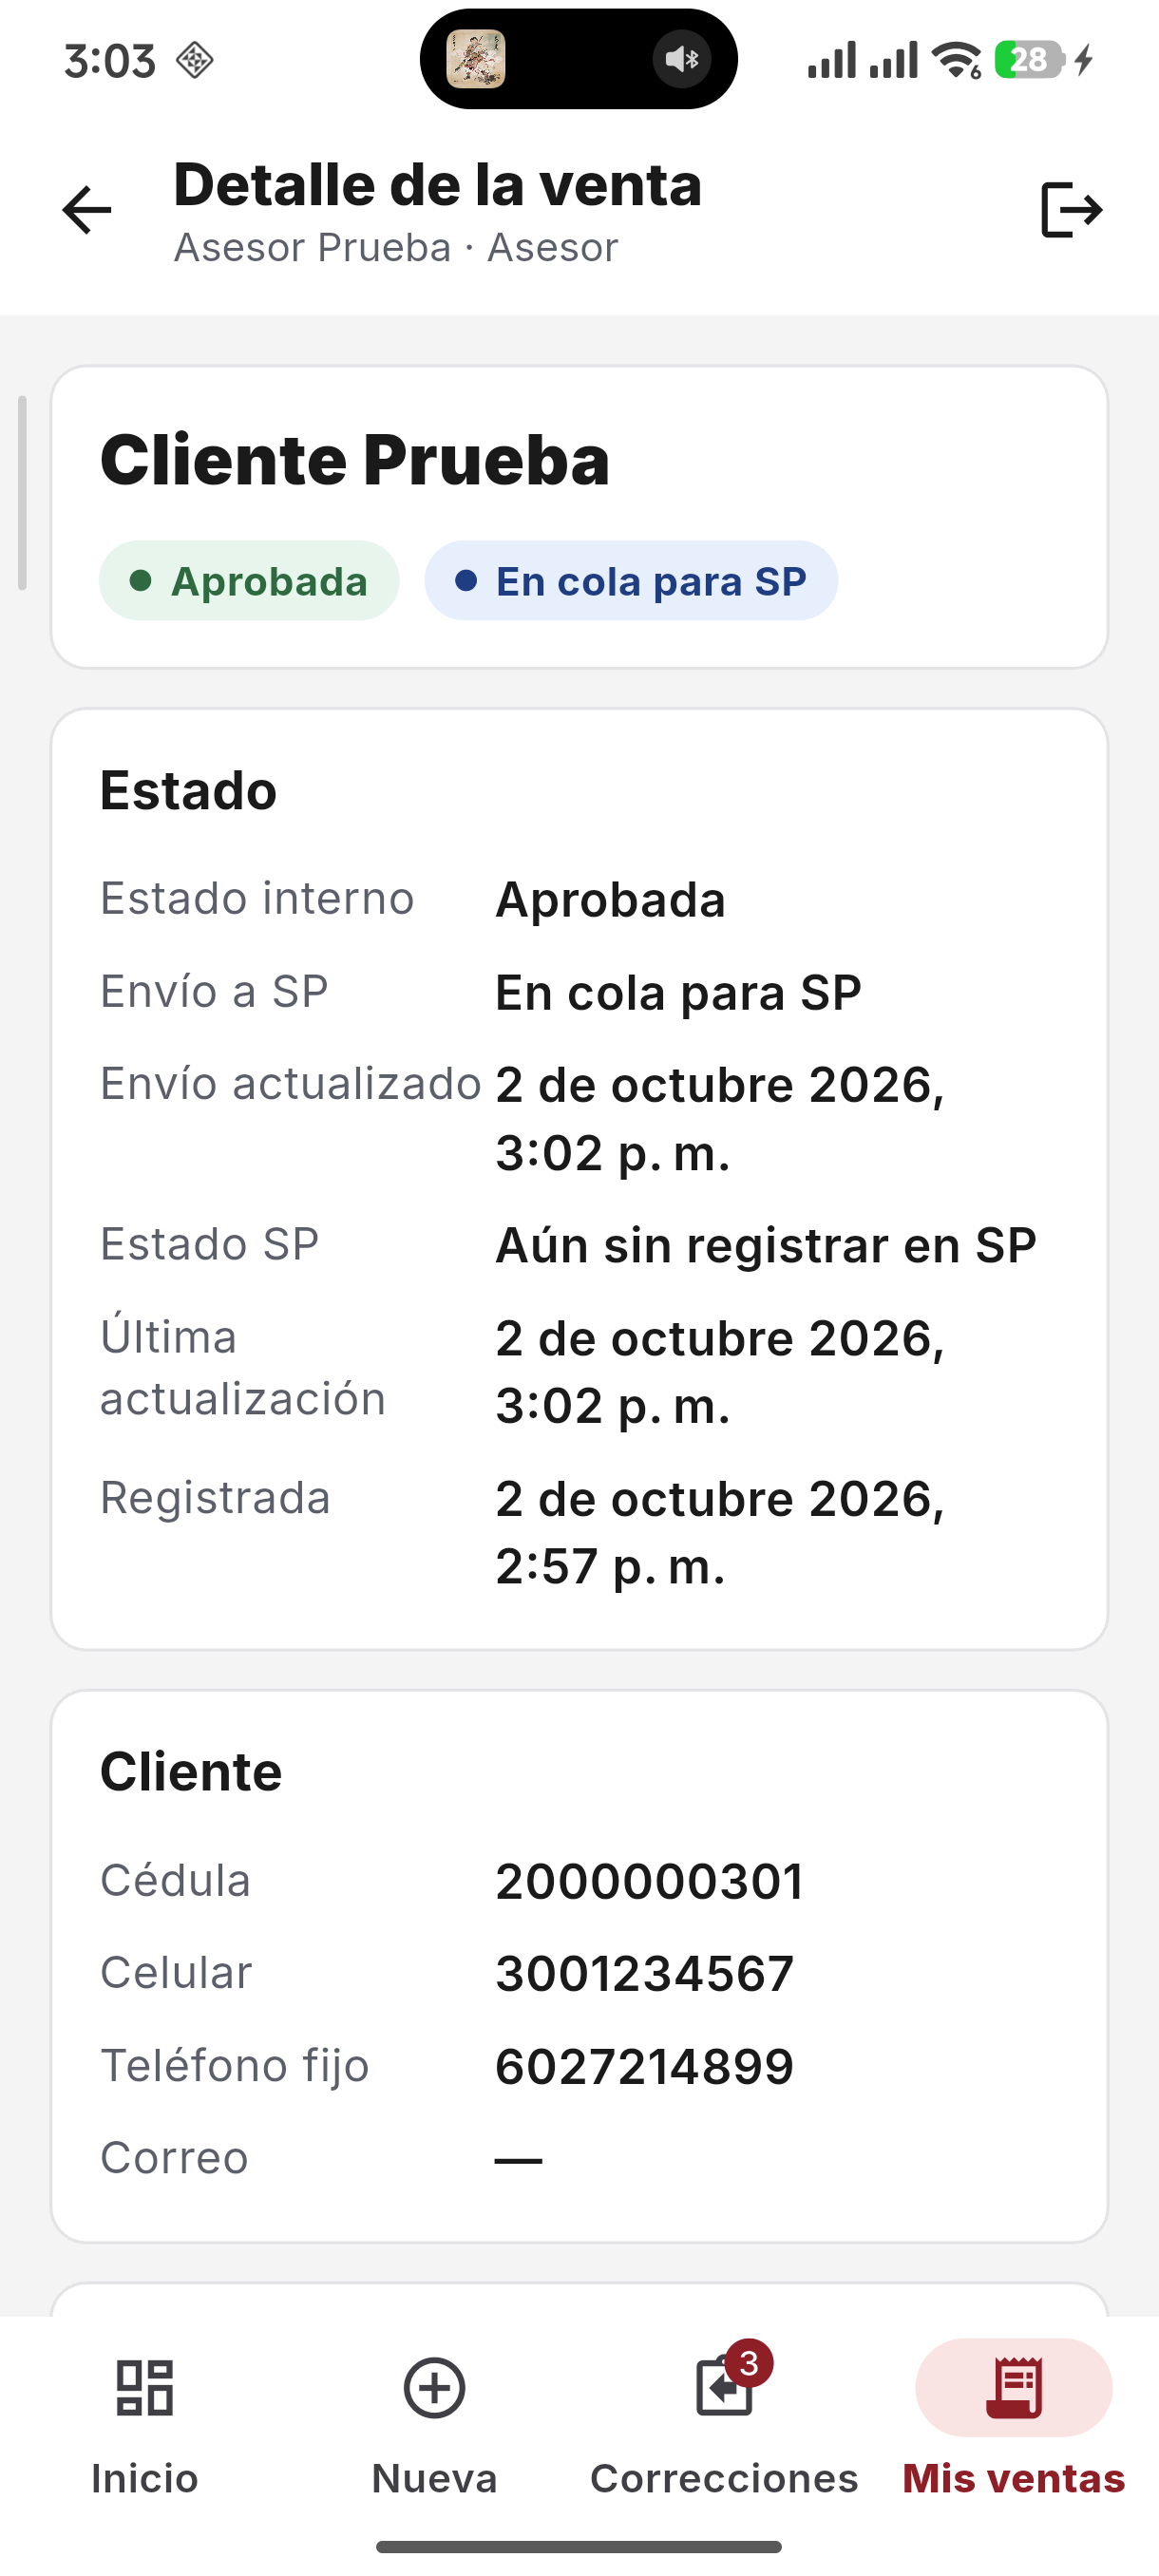 3:03
6
28
Detalle de la venta
Asesor Prueba · Asesor
Cliente Prueba
Aprobada
En cola para SP
Estado
Estado interno Aprobada
Envío a SP En cola para SP
Envío actualizado 2 de octubre 2026,
3:02 p. m.
Estado SP Aún sin registrar en SP
Última
actualización
2 de octubre 2026,
3:02 p. m.
Registrada 2 de octubre 2026,
2:57 p. m.
Cliente
Cédula 2000000301
Celular 3001234567
Teléfono fijo 6027214899
Correo —
3
Inicio
Nueva
Correcciones
Mis ventas